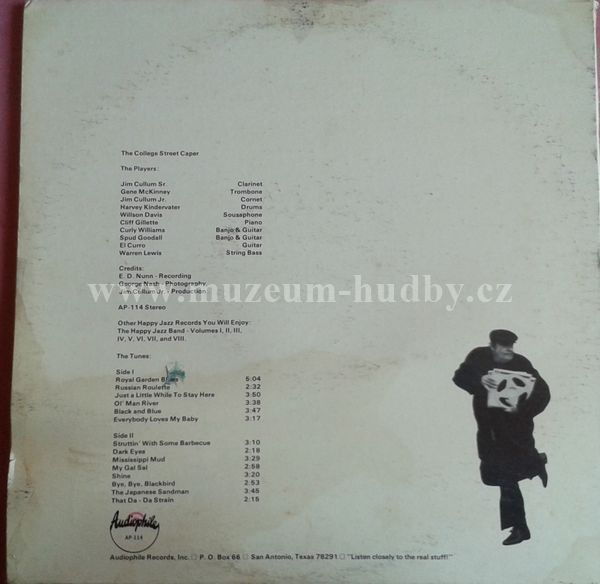 The College Street Caper
The Players:
Jim Cullum Sr. Clarinet
Gene McKinney Trombone
Jim Cullum Jr. Cornet
Harvey Kindervater Drums
Willson Davis Sousaphone
Cliff Gillette Piano
Curly Williams Banjo & Guitar
Spud Goodall Banjo & Guitar
El Curro Guitar
Warren Lewis String Bass
Credits:
E. D. Nunn - Recording
George Nash - Photography
Jim Cullum Jr. - Production
www.muzeum-hudby.cz
AP-114 Stereo
Other Happy Jazz Records You Will Enjoy:
The Happy Jazz Band - Volumes I, II, III,
IV, V, VI, VII, and VIII.
The Tunes:
Side I
Royal Garden Blues 5:04
Russian Roulette 2:32
Just a Little While To Stay Here 3:50
Ol' Man River 3:38
Black and Blue 3:47
Everybody Loves My Baby 3:17
Side II
Struttin' With Some Barbecue 3:10
Dark Eyes 2:18
Mississippi Mud 3:29
My Gal Sal 2:58
Shine 3:20
Bye, Bye, Blackbird 2:53
The Japanese Sandman 3:45
That Da - Da Strain 2:15
Audiophile
AP-114
Audiophile Records, Inc. □ P. O. Box 66 □ San Antonio, Texas 78291 □ "Listen closely to the real stuff!"